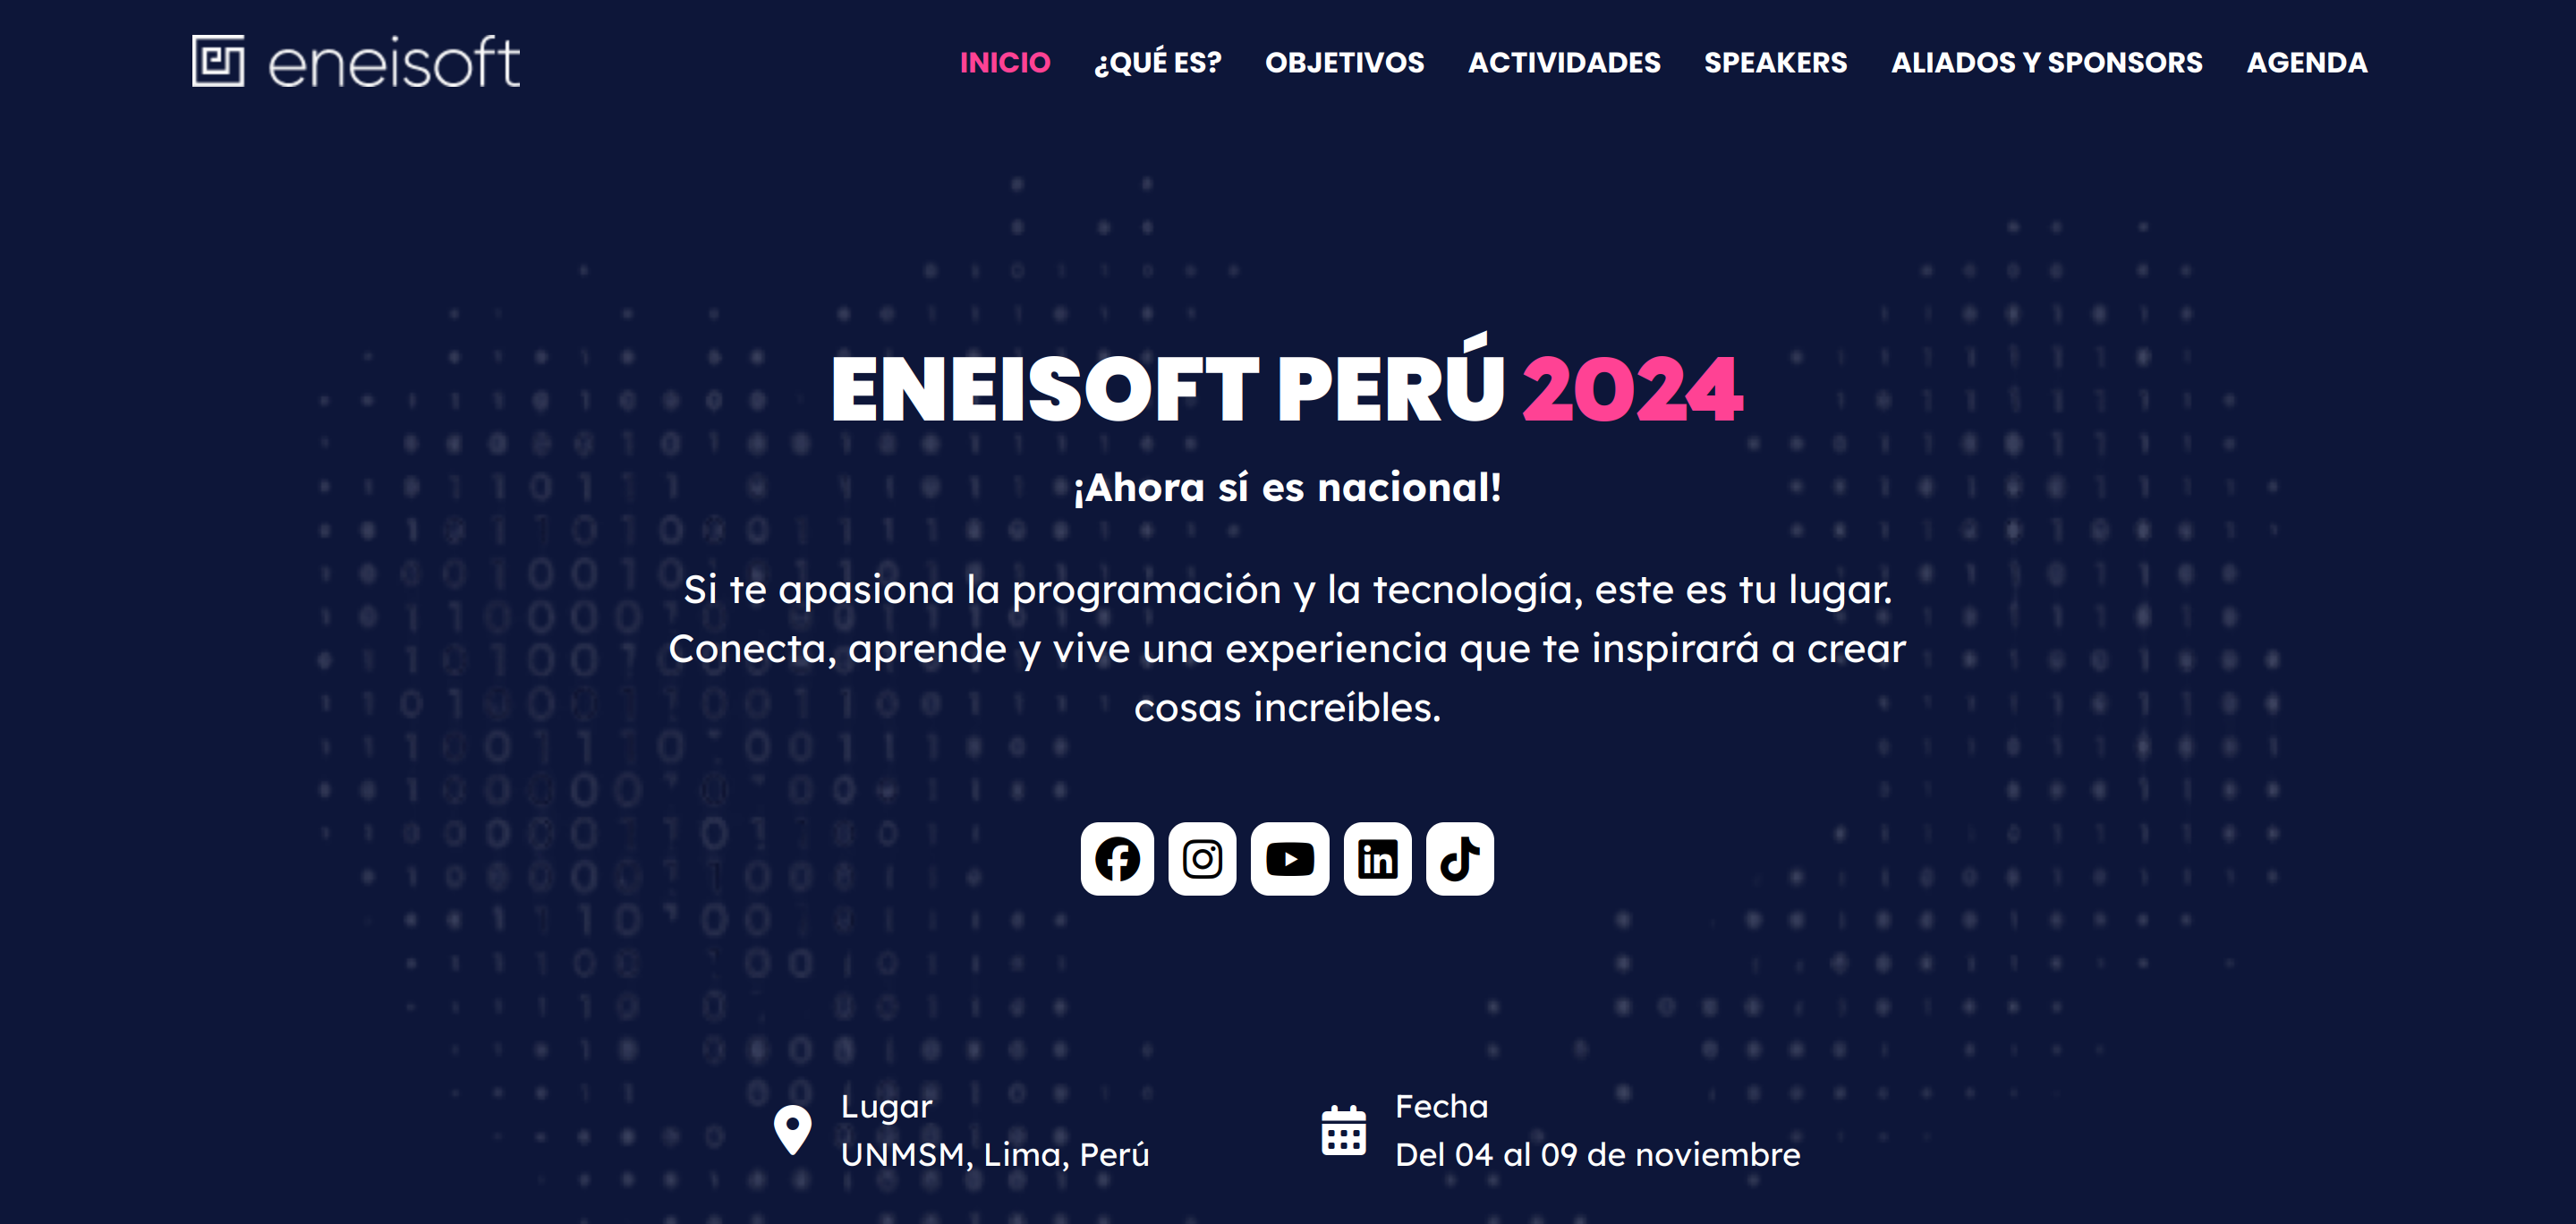 eneisoft
INICIO ¿QUÉ ES? OBJETIVOS ACTIVIDADES SPEAKERS ALIADOS Y SPONSORS AGENDA
ENEISOFT PERÚ 2024
¡Ahora sí es nacional!
Si te apasiona la programación y la tecnología, este es tu lugar.
Conecta, aprende y vive una experiencia que te inspirará a crear
cosas increíbles.
Lugar
UNMSM, Lima, Perú
Fecha
Del 04 al 09 de noviembre